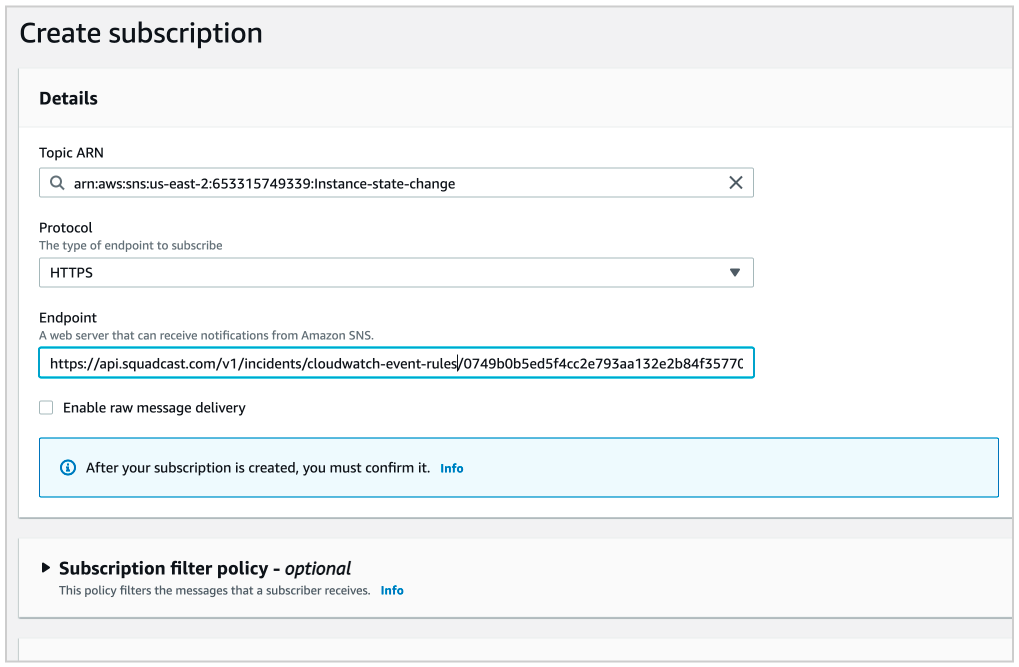 Create subscription
Details
Topic ARN
arn:aws:sns:us-east-2:653315749339:Instance-state-change
Protocol
The type of endpoint to subscribe
HTTPS
Endpoint
A web server that can receive notifications from Amazon SNS.
https://api.squadcast.com/v1/incidents/cloudwatch-event-rules/0749b0b5ed5f4cc2e793aa132e2b84f35770
Enable raw message delivery
After your subscription is created, you must confirm it. Info
Subscription filter policy - optional
This policy filters the messages that a subscriber receives. Info